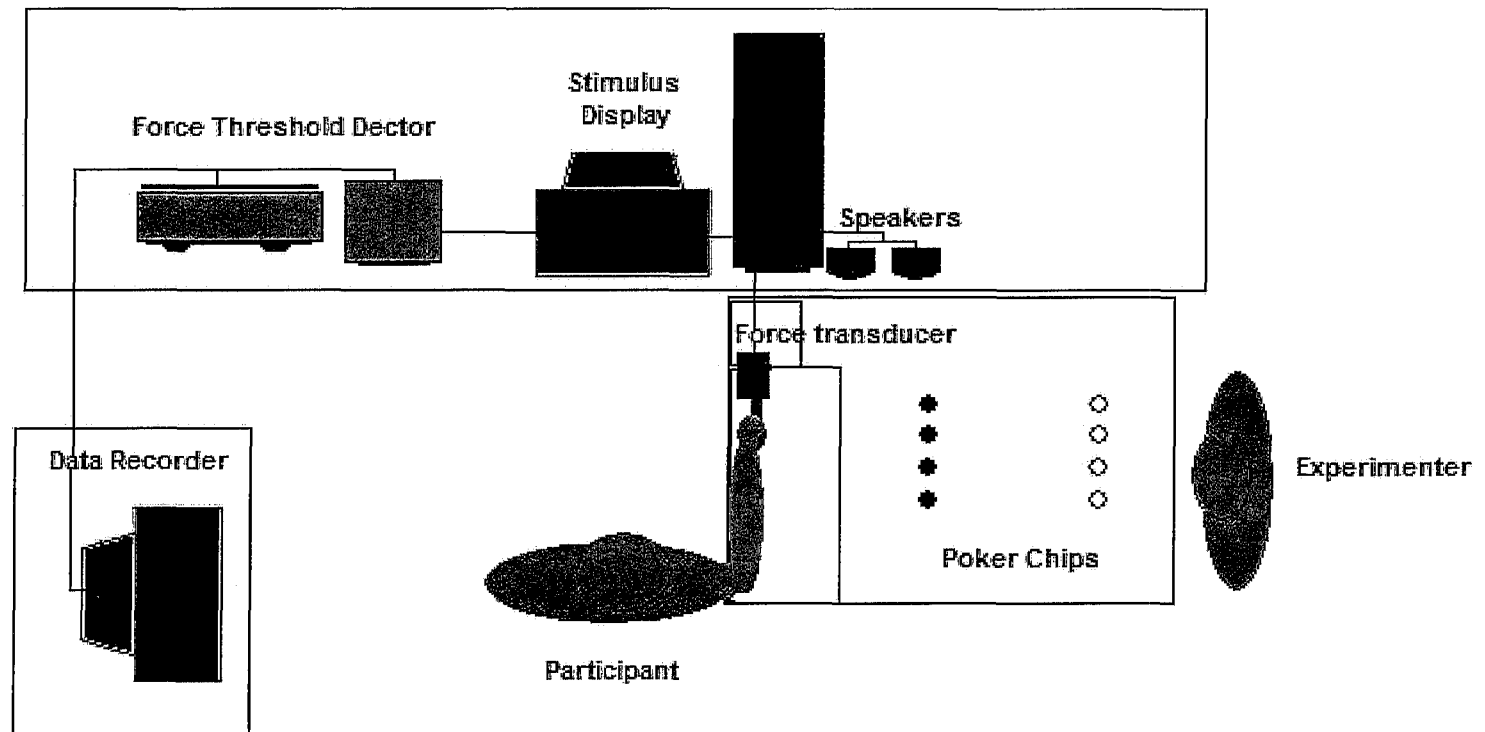 Stimulus
Display
Force Threshold Dector
Speakers
Force transducer
Data Recorder
Experimenter
Poker Chips
Participant